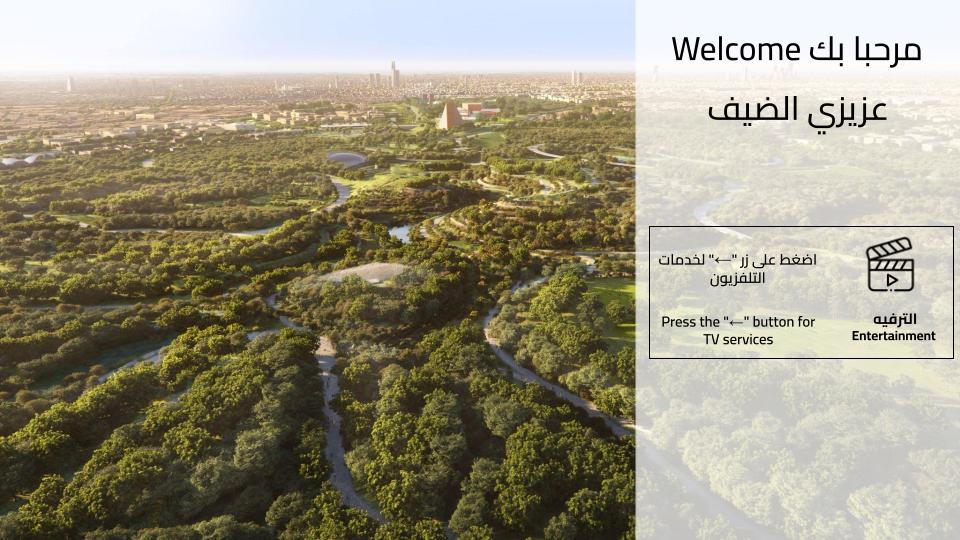 مرحبا بك Welcome
عزيزي الضيف
اضغط على زر "←" لخدمات
التلفزيون
Press the "←" button for
TV services
الترفيه
Entertainment